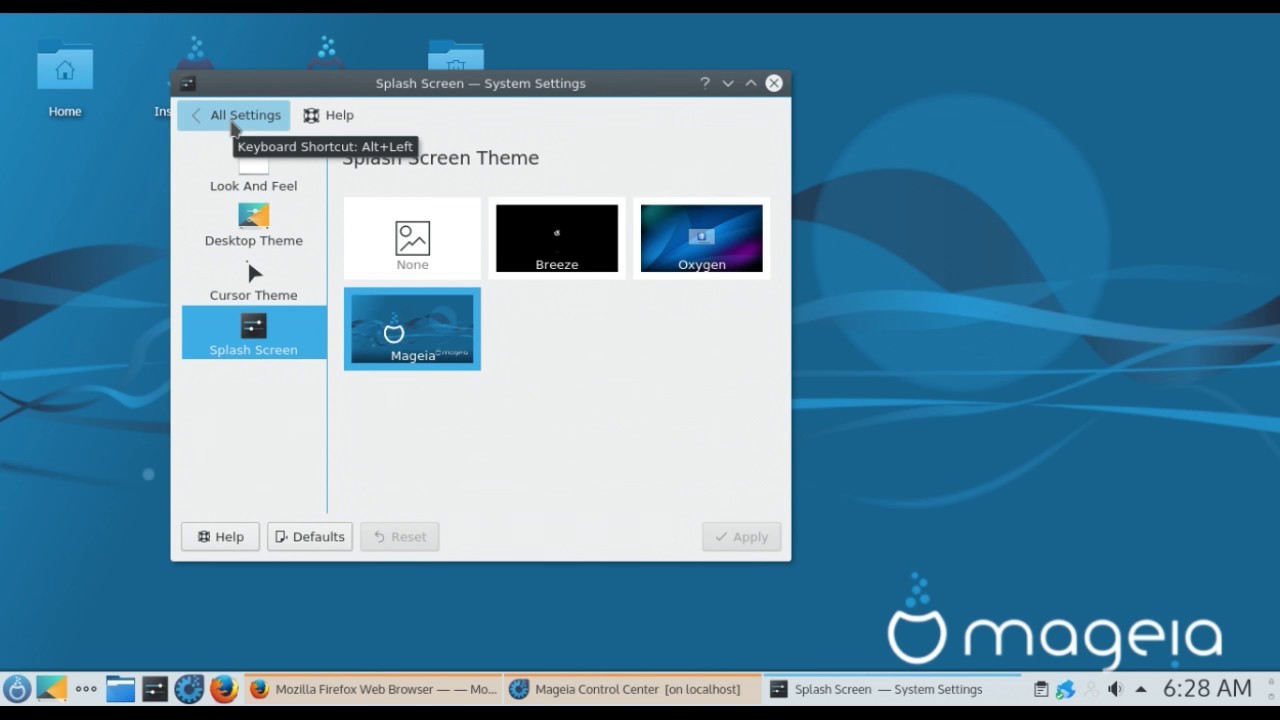 Splash Screen — System Settings
Home
Ins
All Settings
Help
Keyboard Shortcut: Alt+Left
Splash Screen Theme
Look And Feel
Desktop Theme
Cursor Theme
Splash Screen
None
Breeze
Oxygen
Mageia
mageia
Help
Defaults
Reset
Apply
mageia
Mozilla Firefox Web Browser — — Mo...
Mageia Control Center [on localhost]
Splash Screen — System Settings
6:28 AM